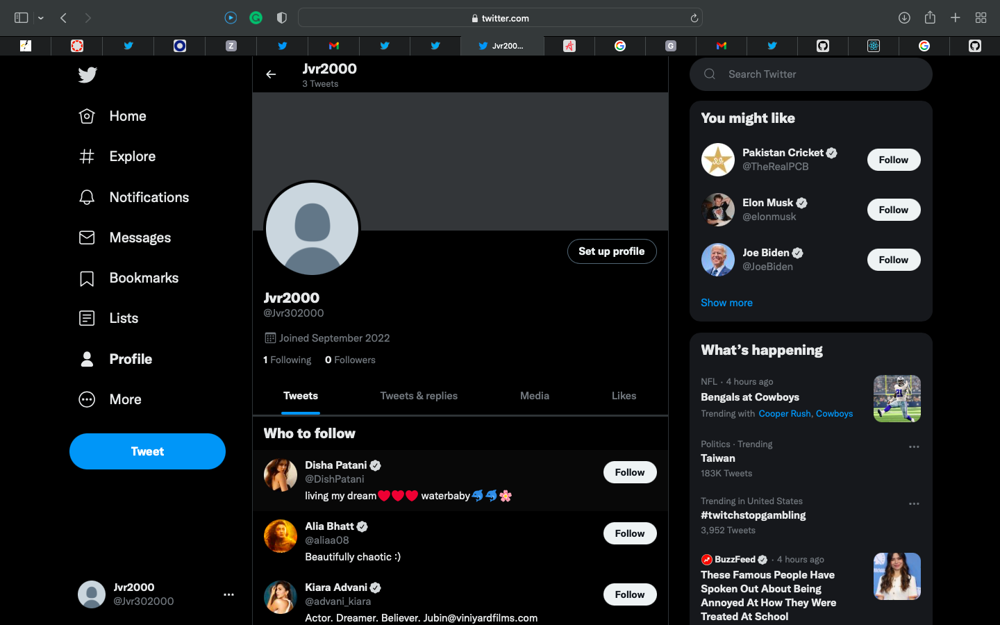 twitter.com
Z
Jvr200...
G
Home
Explore
Notifications
Messages
Bookmarks
Lists
Profile
More
Tweet
Jvr2000
@Jvr302000
Jvr2000
3 Tweets
Set up profile
Jvr2000
@Jvr302000
Joined September 2022
1 Following 0 Followers
Tweets Tweets & replies Media Likes
Who to follow
Disha Patani
@DishPatani
Follow
living my dream❤️❤️❤️ waterbaby🐬🐬🌸
Alia Bhatt
@aliaa08
Follow
Beautifully chaotic :)
Kiara Advani
@advani_kiara
Follow
Actor. Dreamer. Believer. Jubin@viniyardfilms.com
Search Twitter
You might like
Pakistan Cricket
@TheRealPCB
Follow
Elon Musk
@elonmusk
Follow
Joe Biden
@JoeBiden
Follow
Show more
What's happening
NFL · 4 hours ago
Bengals at Cowboys
Trending with Cooper Rush, Cowboys
Politics · Trending
Taiwan
183K Tweets
Trending in United States
#twitchstopgambling
3,952 Tweets
BuzzFeed · 4 hours ago
These Famous People Have
Spoken Out About Being
Annoyed At How They Were
Treated At School